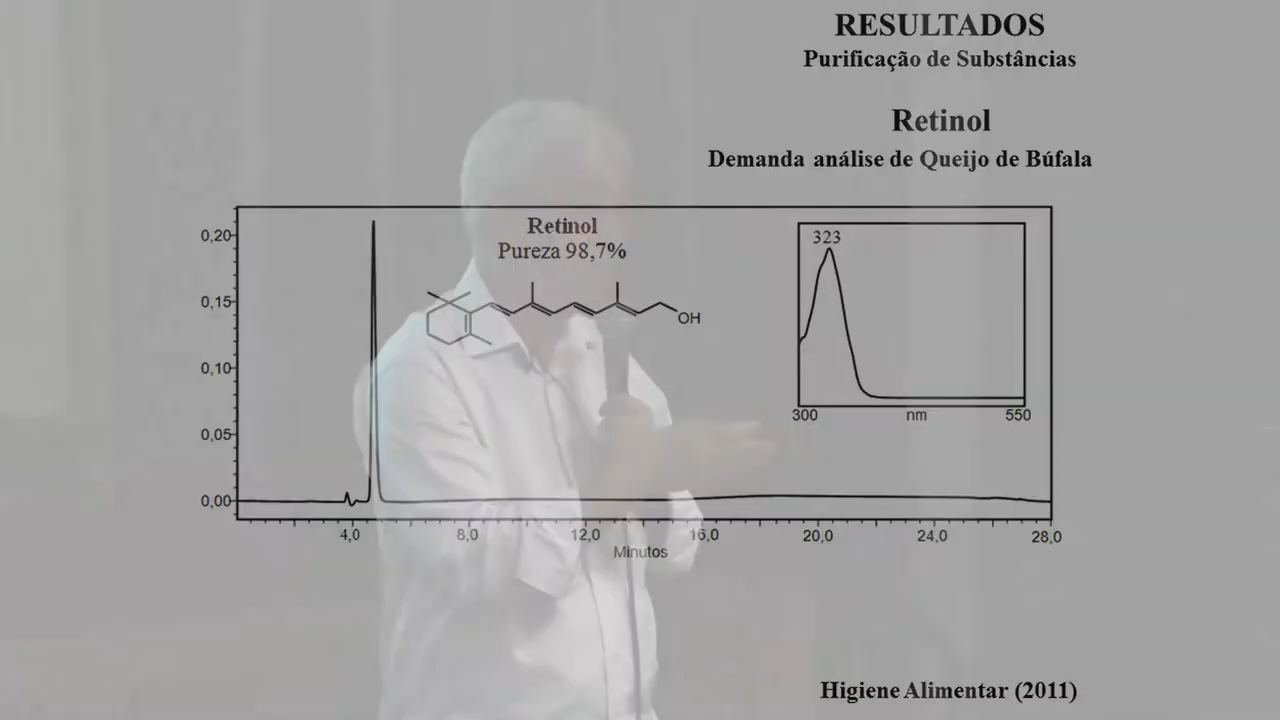 RESULTADOS
Purificação de Substâncias
Retinol
Demanda análise de Queijo de Búfala
Retinol
Pureza 98,7%
OH
323
300 nm 550
0,20
0,15
0,10
0,05
0,00
4,0 8,0 12,0 16,0 20,0 24,0 28,0
Minutos
Higiene Alimentar (2011)